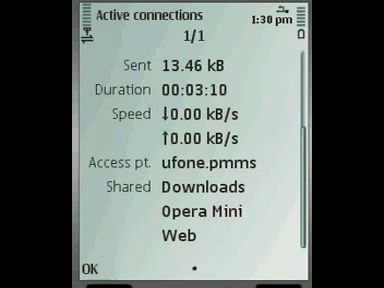 Active connections
1:30 pm
1/1
Sent 13.46 kB
Duration 00:03:10
Speed ↓0.00 kB/s
↑0.00 kB/s
Access pt. ufone.pmms
Shared Downloads
Opera Mini
Web
OK